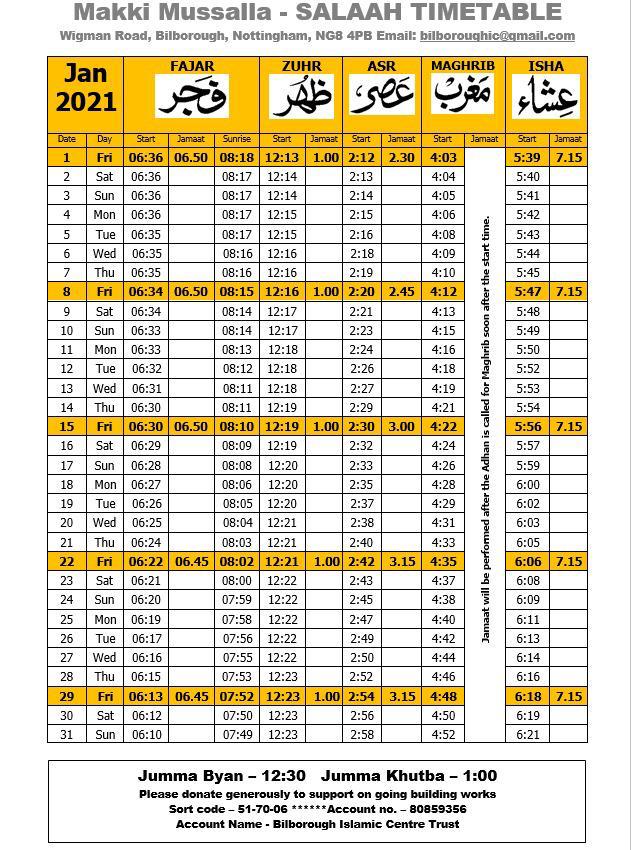 Makki Mussalla - SALAAH TIMETABLE
Wigman Road, Bilborough, Nottingham, NG8 4PB Email: bilboroughic@gmail.com
Jan 2021 FAJAR ZUHR ASR MAGHRIB ISHA
فجر ظهر عصى مغرب عشاء
Date Day Start Jamaat Sunrise Start Jamaat Start Jamaat Start Jamaat Start Jamaat
1 Fri 06:36 06.50 08:18 12:13 1.00 2:12 2.30 4:03 5:39 7.15
2 Sat 06:36 08:17 12:14 2:13 4:04 5:40
3 Sun 06:36 08:17 12:14 2:14 4:05 5:41
4 Mon 06:36 08:17 12:15 2:15 4:06 5:42
5 Tue 06:35 08:17 12:15 2:16 4:08 5:43
6 Wed 06:35 08:16 12:16 2:18 4:09 5:44
7 Thu 06:35 08:16 12:16 2:19 4:10 5:45
8 Fri 06:34 06.50 08:15 12:16 1.00 2:20 2.45 4:12 5:47 7.15
9 Sat 06:34 08:14 12:17 2:21 4:13 5:48
10 Sun 06:33 08:14 12:17 2:23 4:15 5:49
11 Mon 06:33 08:13 12:18 2:24 4:16 5:50
12 Tue 06:32 08:12 12:18 2:26 4:18 5:52
13 Wed 06:31 08:11 12:18 2:27 4:19 5:53
14 Thu 06:30 08:11 12:19 2:29 4:21 5:54
15 Fri 06:30 06.50 08:10 12:19 1.00 2:30 3.00 4:22 5:56 7.15
16 Sat 06:29 08:09 12:19 2:32 4:24 5:57
17 Sun 06:28 08:08 12:20 2:33 4:26 5:59
18 Mon 06:27 08:06 12:20 2:35 4:28 6:00
19 Tue 06:26 08:05 12:20 2:37 4:29 6:02
20 Wed 06:25 08:04 12:21 2:38 4:31 6:03
21 Thu 06:24 08:03 12:21 2:40 4:33 6:05
22 Fri 06:22 06.45 08:02 12:21 1.00 2:42 3.15 4:35 6:06 7.15
23 Sat 06:21 08:00 12:22 2:43 4:37 6:08
24 Sun 06:20 07:59 12:22 2:45 4:38 6:09
25 Mon 06:19 07:58 12:22 2:47 4:40 6:11
26 Tue 06:17 07:56 12:22 2:49 4:42 6:13
27 Wed 06:16 07:55 12:22 2:50 4:44 6:14
28 Thu 06:15 07:53 12:23 2:52 4:46 6:16
29 Fri 06:13 06.45 07:52 12:23 1.00 2:54 3.15 4:48 6:18 7.15
30 Sat 06:12 07:50 12:23 2:56 4:50 6:19
31 Sun 06:10 07:49 12:23 2:58 4:52 6:21
Jamaat will be performed after the Adhan is called for Maghrib soon after the start time.
Jumma Byan – 12:30 Jumma Khutba – 1:00
Please donate generously to support on going building works
Sort code – 51-70-06 ******Account no. – 80859356
Account Name - Bilborough Islamic Centre Trust